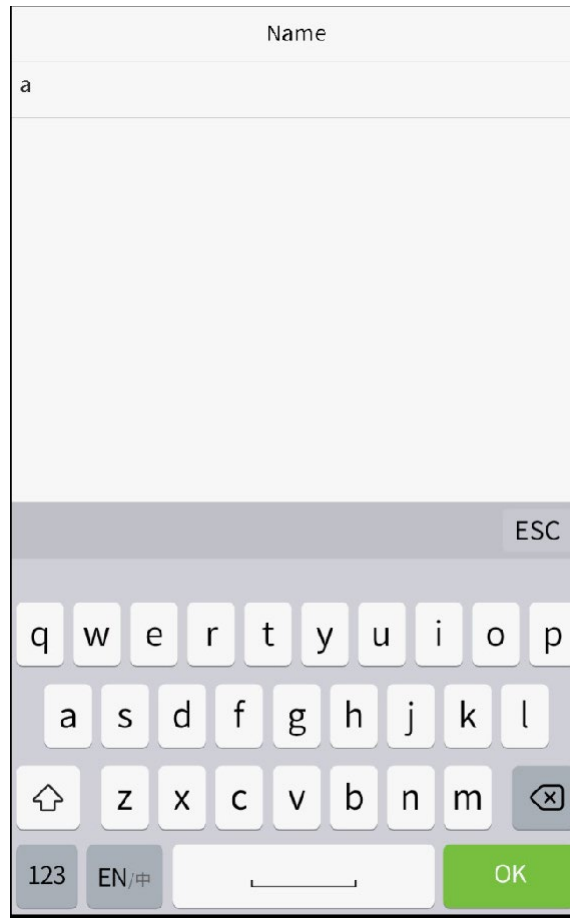 Name
a
ESC
q w e r t y u i o p
a s d f g h j k l
z x c v b n m
123 EN/中 OK